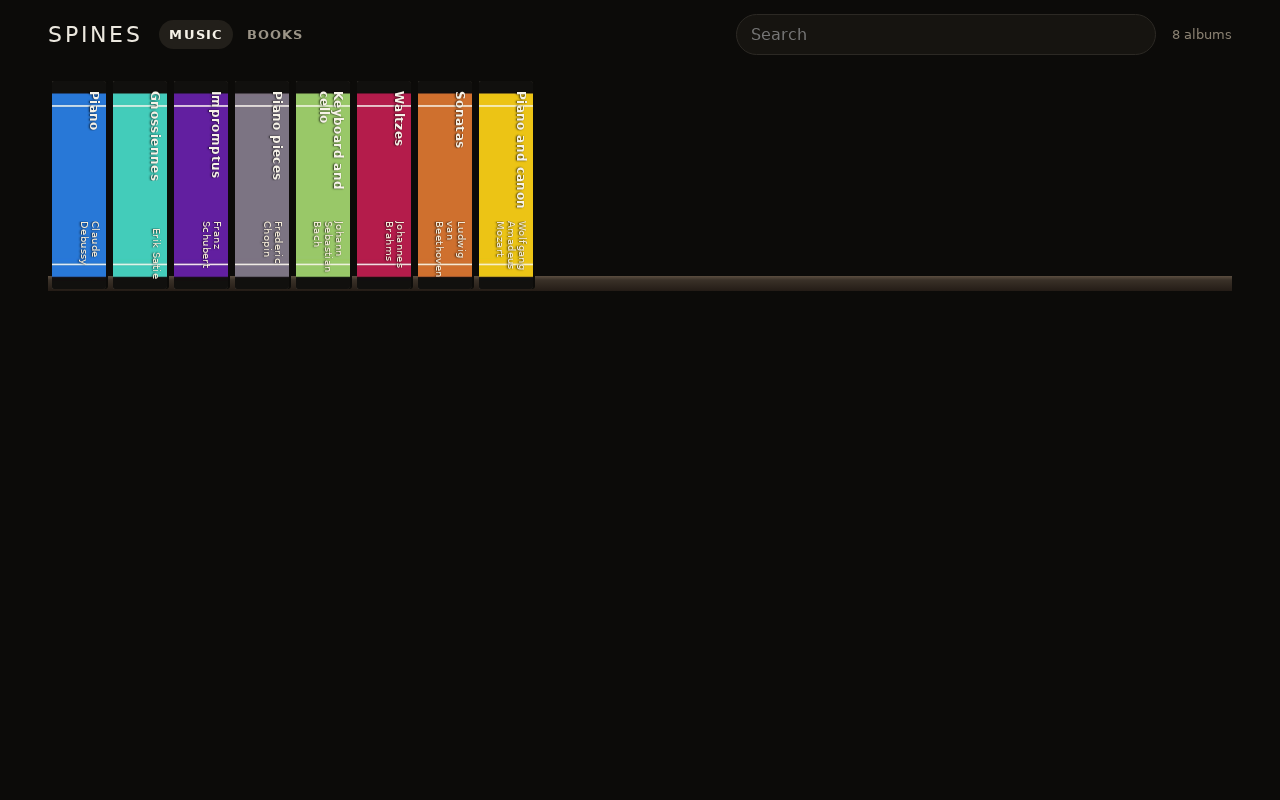 SPINES
MUSIC
BOOKS
Search
8 albums
Piano
Claude
Debussy
Gnossiennes
Erik Satie
Impromptus
Franz
Schubert
Piano pieces
Frederic
Chopin
Keyboard and
cello
Johann
Sebastian
Bach
Waltzes
Johannes
Brahms
Sonatas
Ludwig
van
Beethoven
Piano and canon
Wolfgang
Amadeus
Mozart